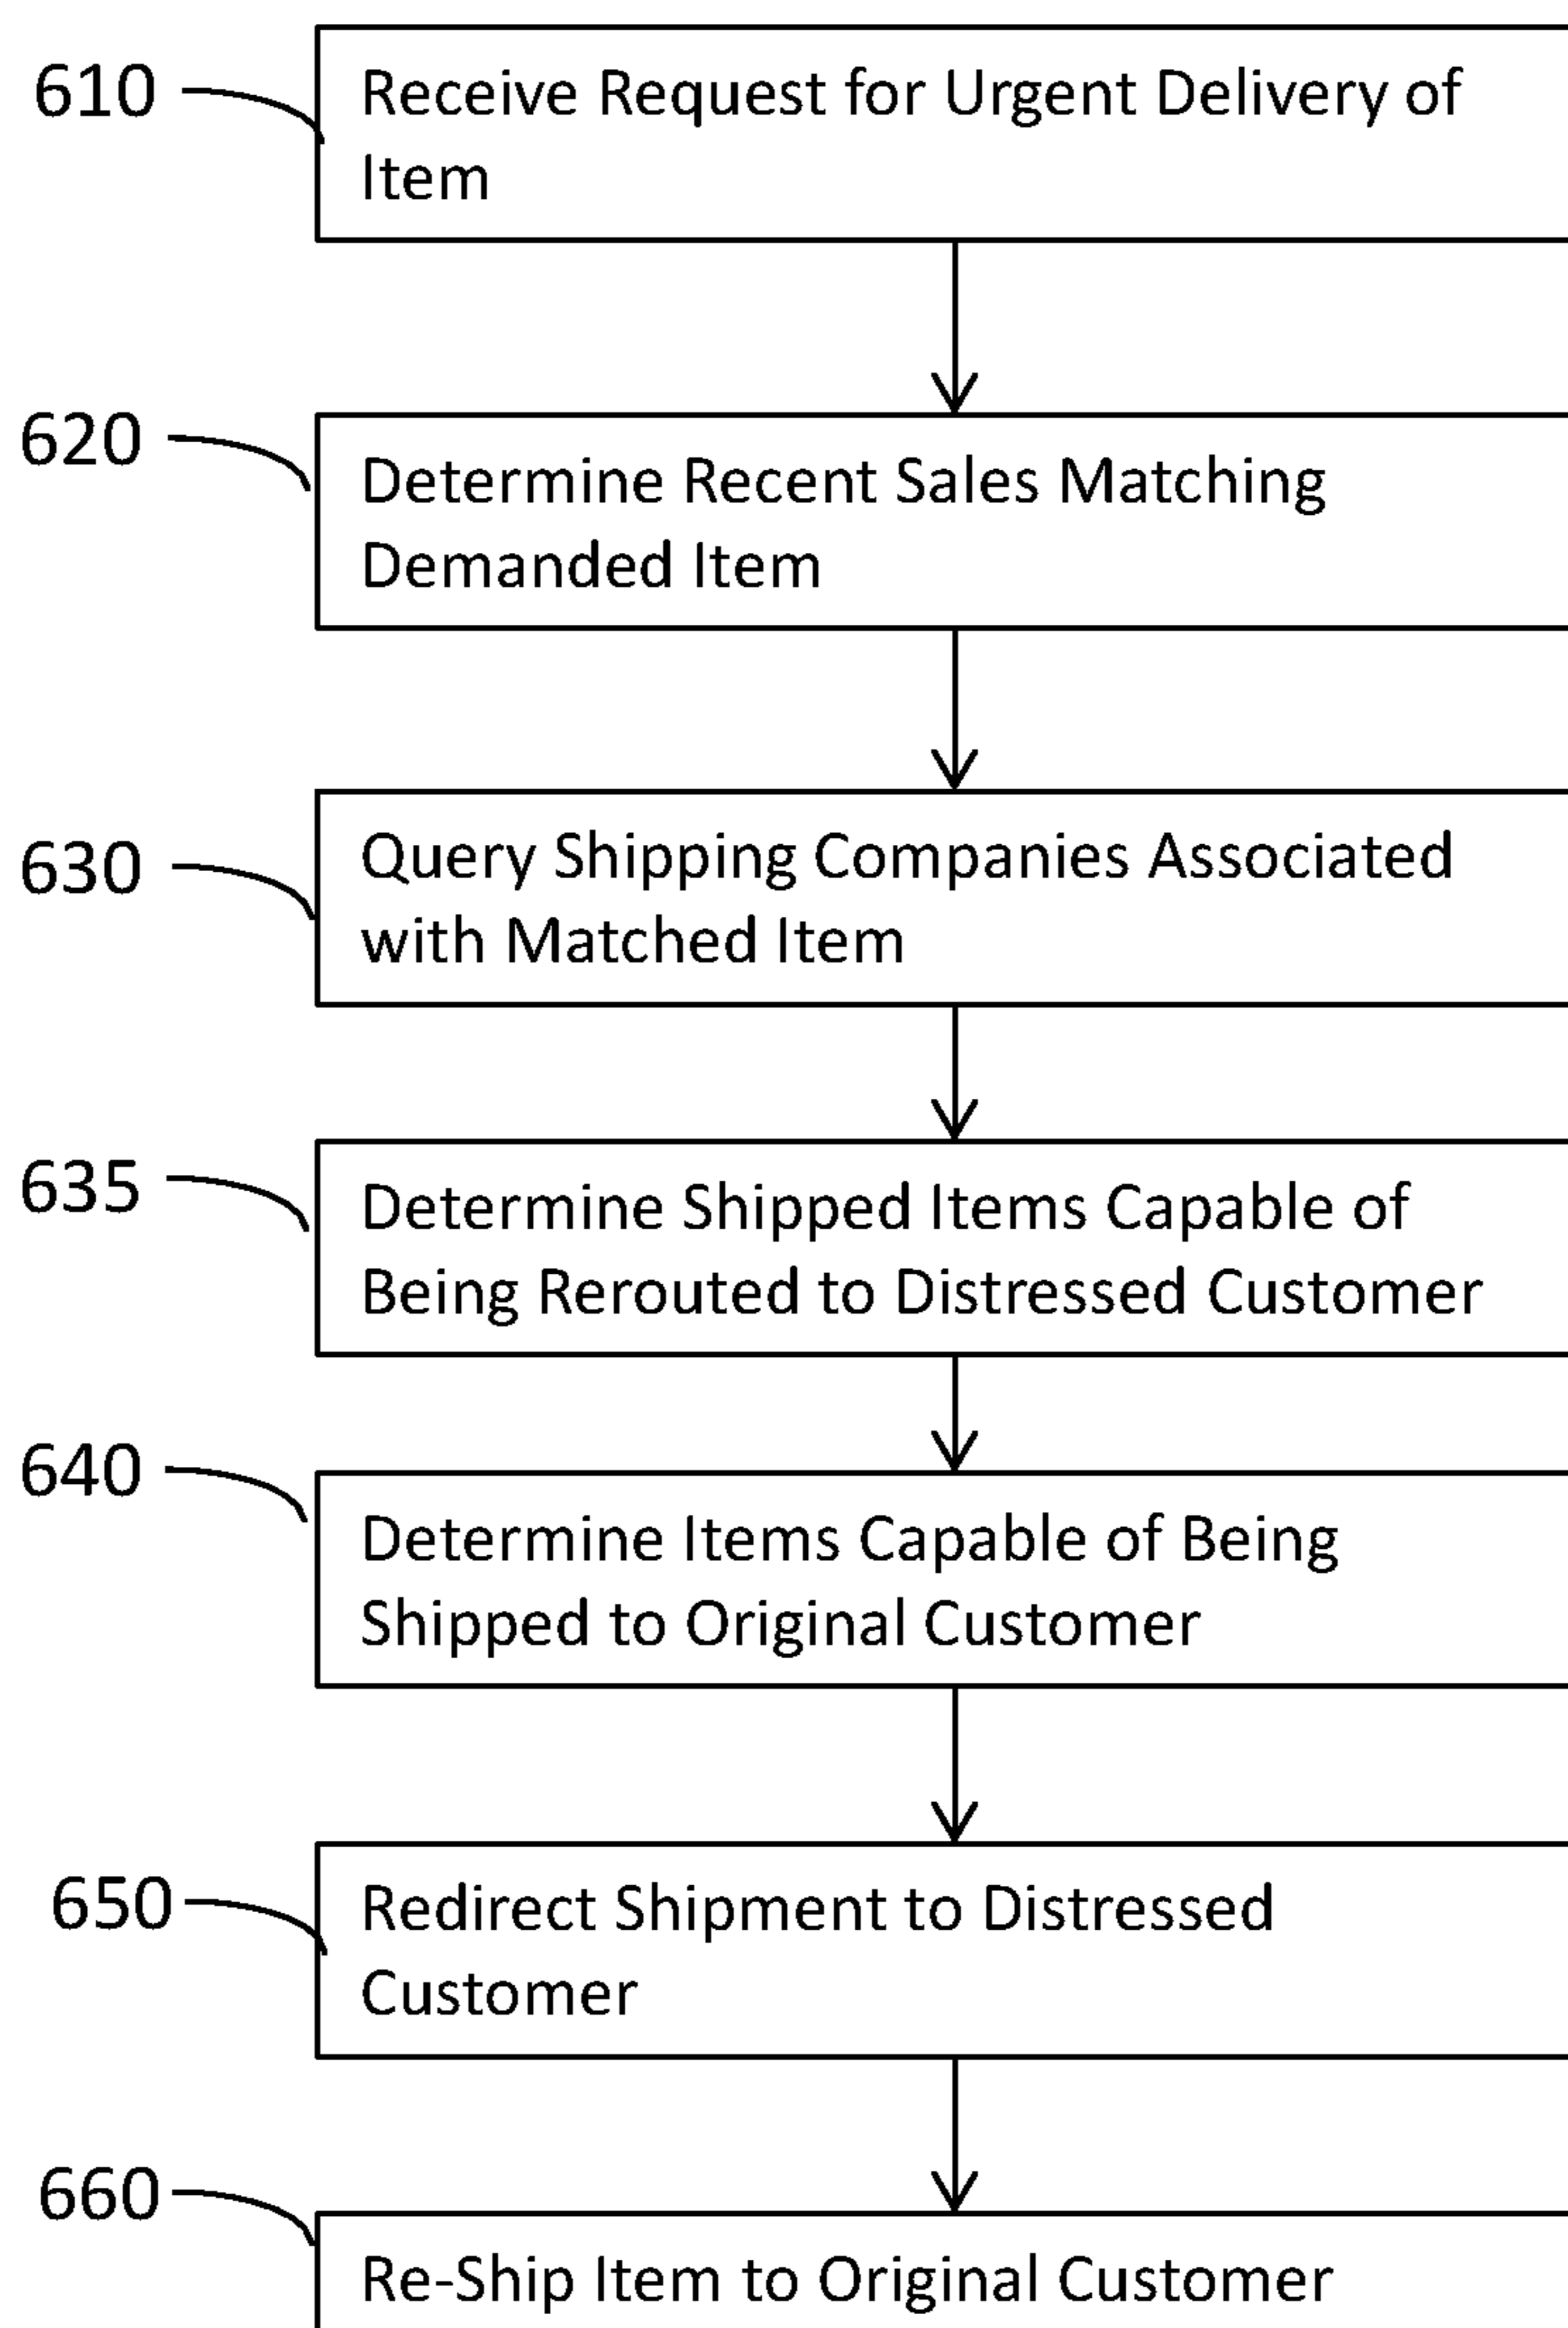 610
Receive Request for Urgent Delivery of
Item
620
Determine Recent Sales Matching
Demanded Item
630
Query Shipping Companies Associated
with Matched Item
635
Determine Shipped Items Capable of
Being Rerouted to Distressed Customer
640
Determine Items Capable of Being
Shipped to Original Customer
650
Redirect Shipment to Distressed
Customer
660
Re-Ship Item to Original Customer